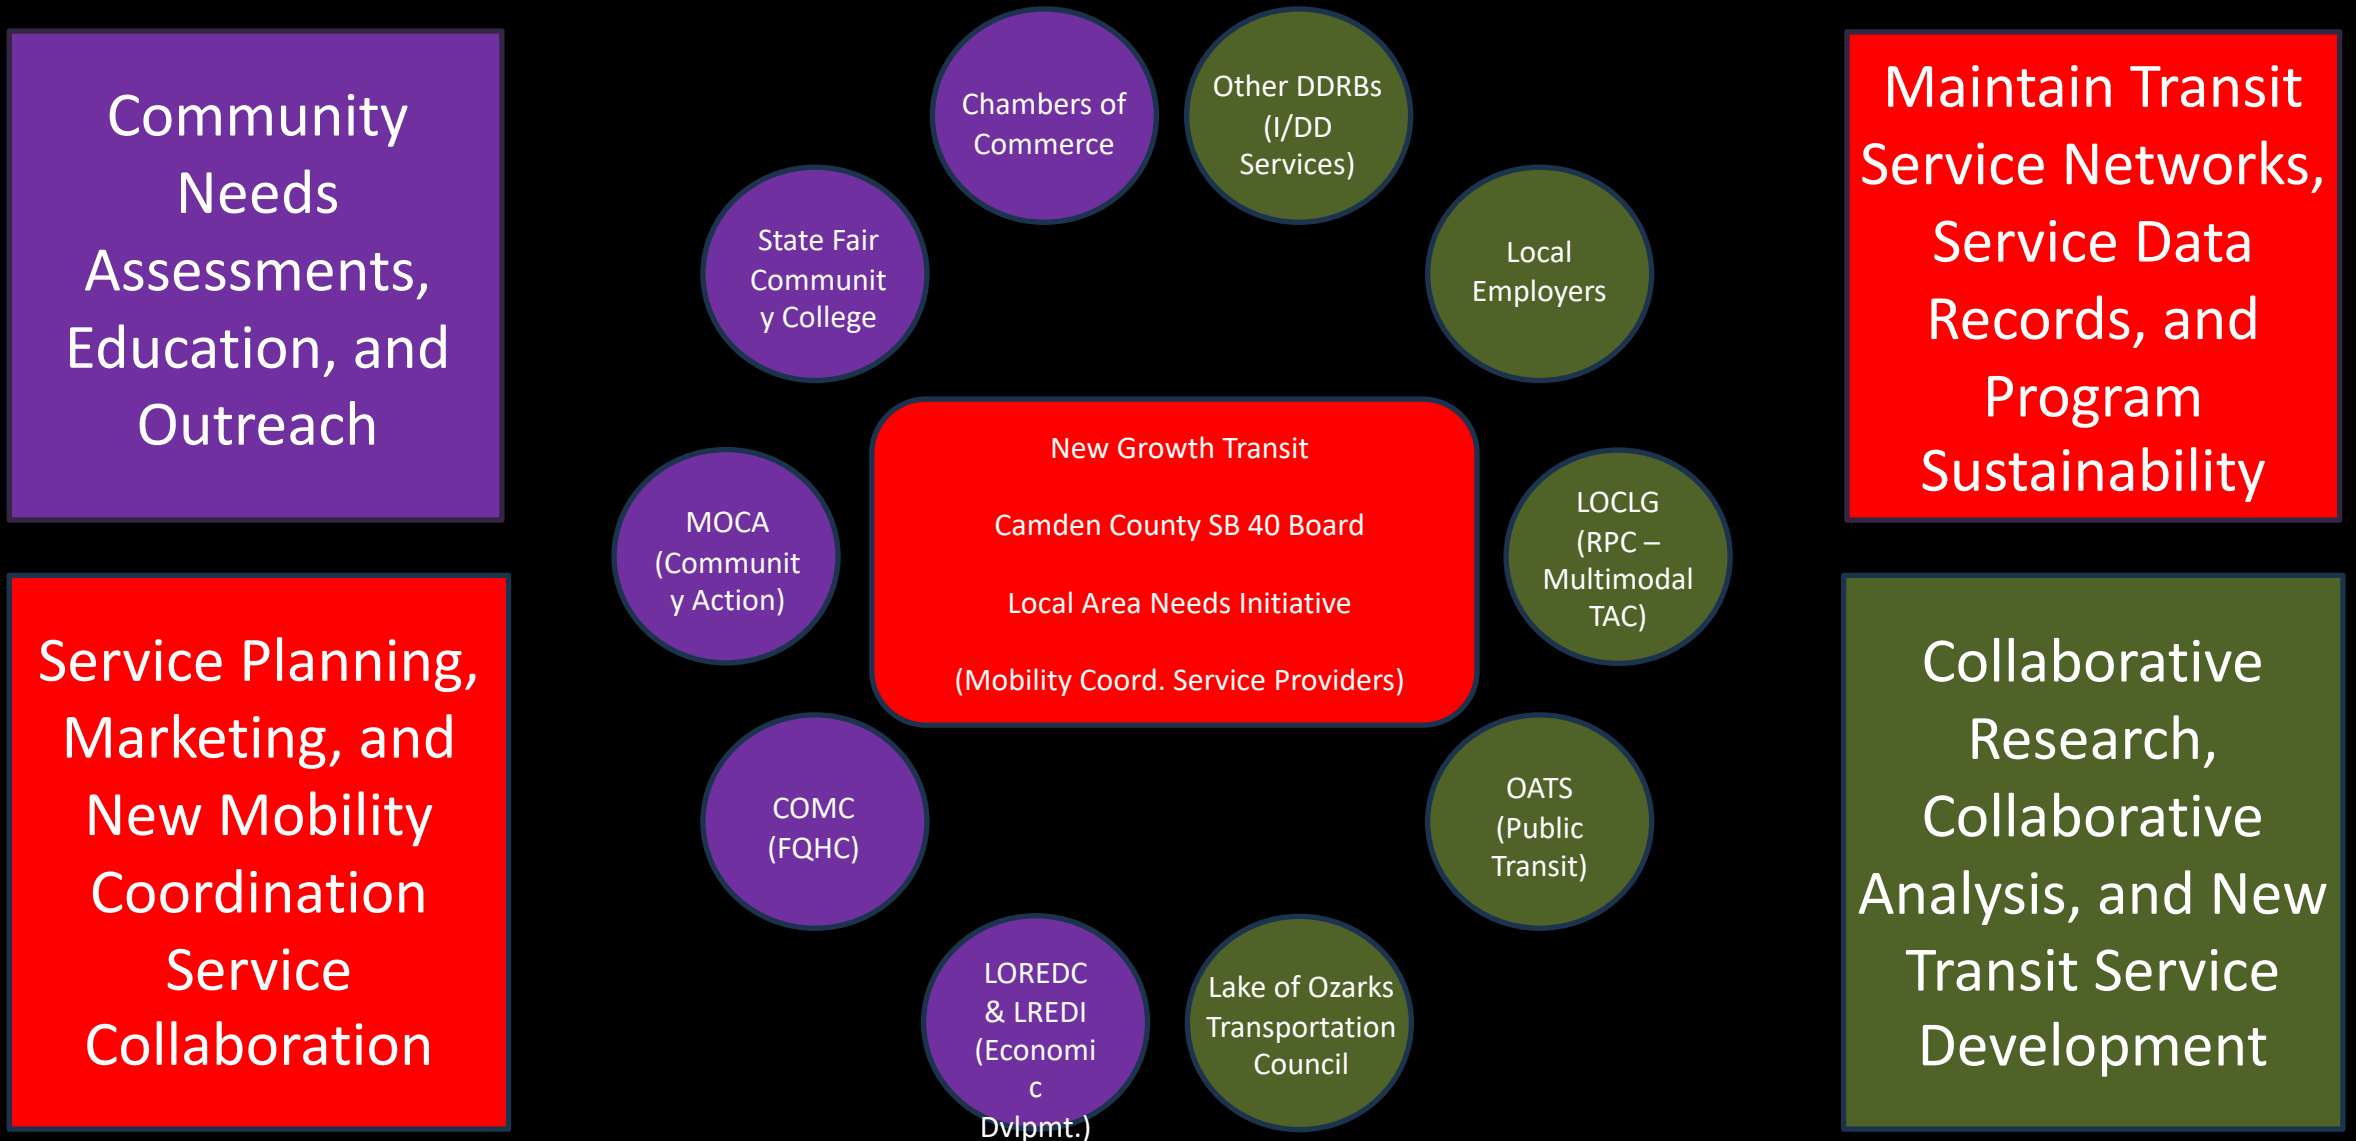 Community
Needs
Assessments,
Education, and
Outreach
Service Planning,
Marketing, and
New Mobility
Coordination
Service
Collaboration
Chambers of
Commerce
State Fair
Communit
y College
MOCA
(Communit
y Action)
COMC
(FQHC)
LOREDC
& LREDI
(Economi
c
Dvlpmt.)
New Growth Transit
Camden County SB 40 Board
Local Area Needs Initiative
(Mobility Coord. Service Providers)
Other DDRBs
(I/DD
Services)
Local
Employers
LOCLG
(RPC –
Multimodal
TAC)
OATS
(Public
Transit)
Lake of Ozarks
Transportation
Council
Maintain Transit
Service Networks,
Service Data
Records, and
Program
Sustainability
Collaborative
Research,
Collaborative
Analysis, and New
Transit Service
Development